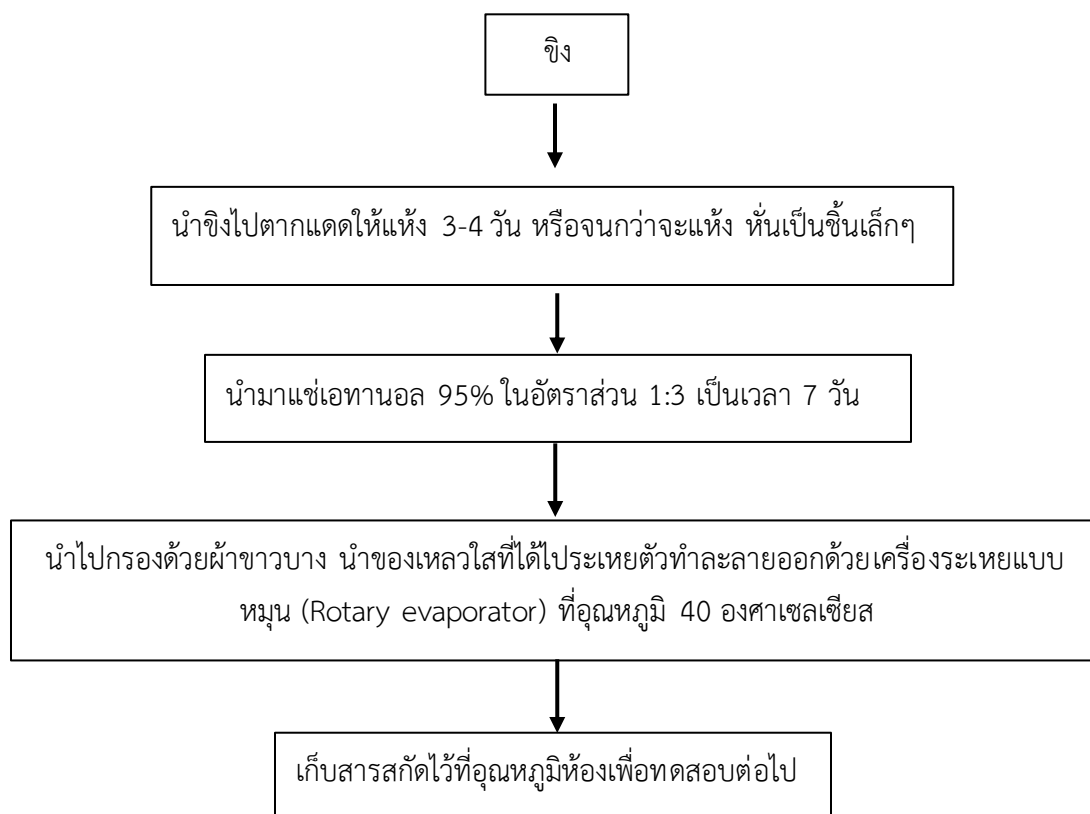 ขิง
นำขิงไปตากแดดให้แห้ง 3-4 วัน หรือจนกว่าจะแห้ง หั่นเป็นชิ้นเล็กๆ
นำมาแช่เอทานอล 95% ในอัตราส่วน 1:3 เป็นเวลา 7 วัน
นำไปกรองด้วยผ้าขาวบาง นำของเหลวใสที่ได้ไประเหยตัวทำละลายออกด้วยเครื่องระเหยแบบ
หมุน (Rotary evaporator) ที่อุณหภูมิ 40 องศาเซลเซียส
เก็บสารสกัดไว้ที่อุณหภูมิห้องเพื่อทดสอบต่อไป